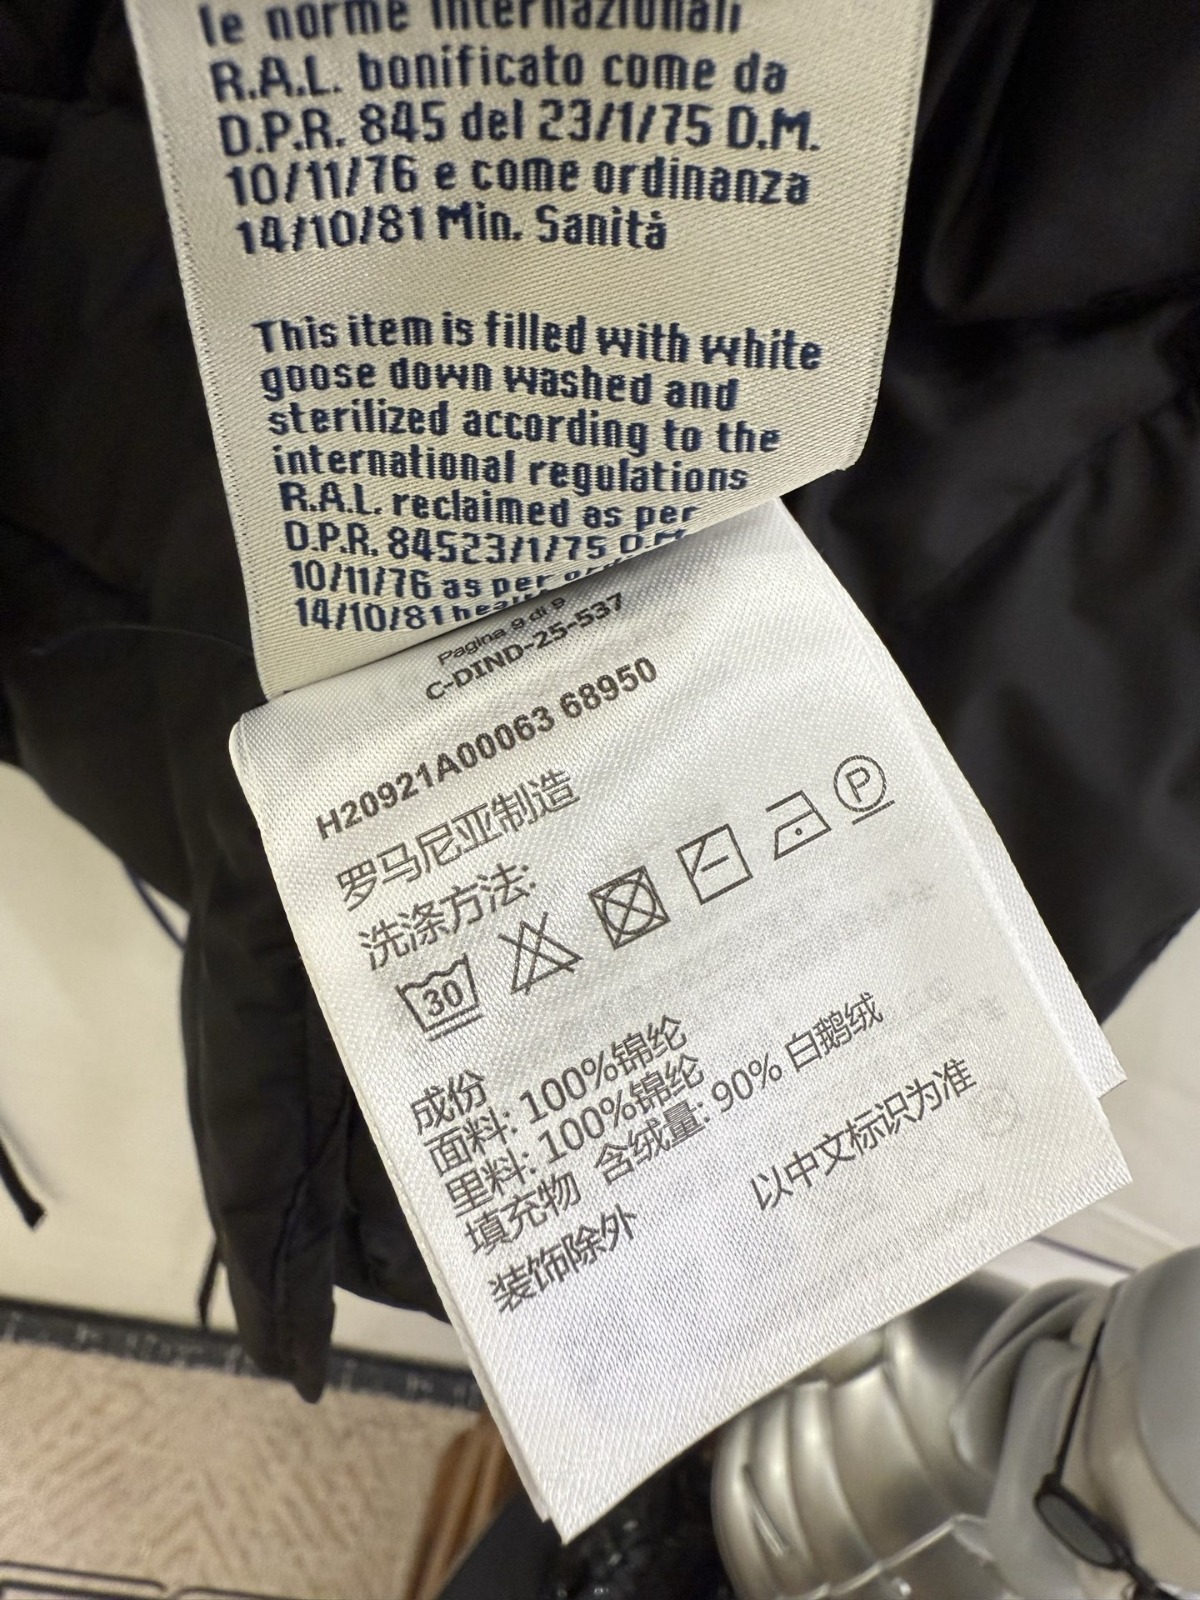 le norme internazionali
R.A.L. bonificato come da
D.P.R. 845 del 23/1/75 D.M.
10/11/76 e come ordinanza
14/10/81 Min. Sanità
This item is filled with white
goose down washed and
sterilized according to the
international regulations
R.A.L. reclaimed as per
D.P.R. 84523/1/75 D.M
10/11/76 as per
14/10/81
Pagina 9 di 9
C-DIND-25-537
H20921A00063 68950
罗马尼亚制造
洗涤方法:
30
P
成份
面料: 100%锦纶
里料: 100%锦纶
填充物 含绒量: 90% 白鹅绒
装饰除外
以中文标识为准